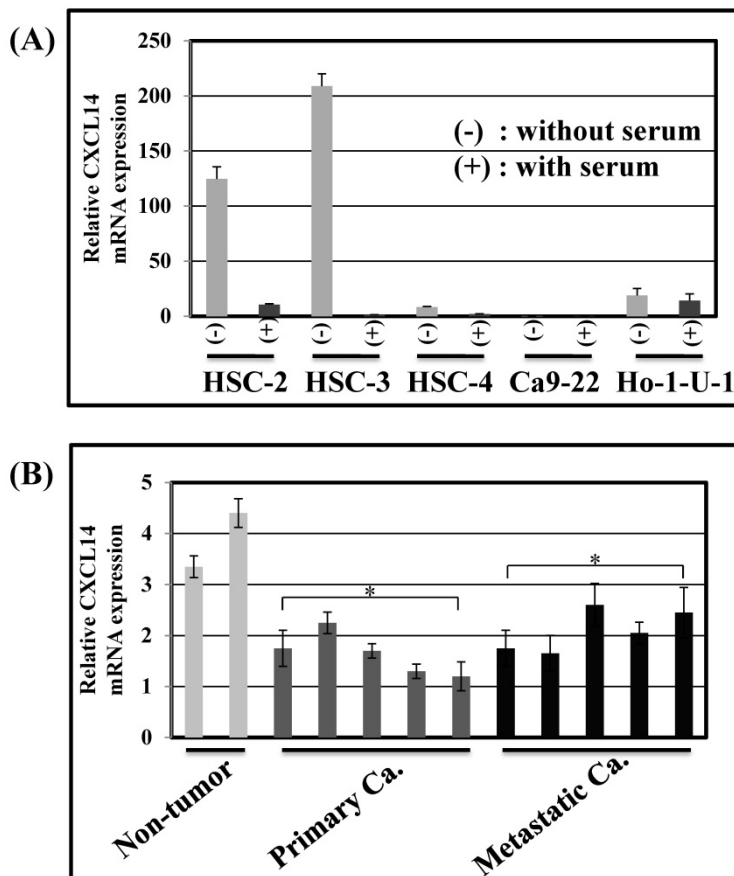 (A)
Relative CXCL14
mRNA expression
250
200
150
100
50
0
(-) : without serum
(+) : with serum
(-) (+) (-) (+) (-) (+) (-) (+) (-) (+)
HSC-2 HSC-3 HSC-4 Ca9-22 Ho-1-U-1
(B)
Relative CXCL14
mRNA expression
5
4
3
2
1
0
* *
Non-tumor Primary Ca. Metastatic Ca.